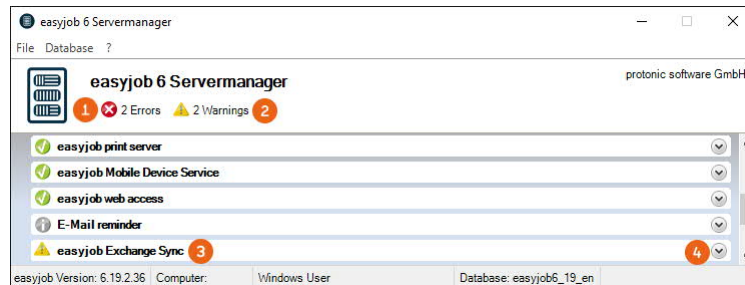 easyjob 6 Servermanager
File Database ?
easyjob 6 Servermanager
protonic software GmbH
1 2 Errors 2 Warnings 2
easyjob print server
easyjob Mobile Device Service
easyjob web access
E-Mail reminder
easyjob Exchange Sync 3 4
easyjob Version: 6.19.2.36 Computer: Windows User Database: easyjob6_19_en